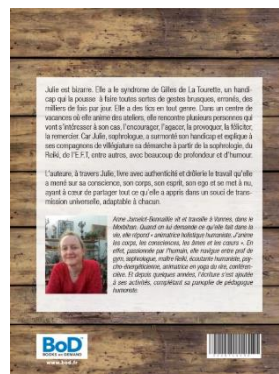 Julie est bizarre. Elle a le syndrome de Gilles de La Tourette, un handi-
cap qui la pousse à faire toutes sortes de gestes brusques, erronés, des
milliers de fois par jour. Elle a des tics en tout genre. Dans un centre de
vacances où elle anime des ateliers, elle rencontre plusieurs personnes qui
vont s'intéresser à son cas, l'encourager, l'agacer, la provoquer, la féliciter,
la remercier. Car Julie, sophrologue, a surmonté son handicap et explique à
ses compagnons de villégiature sa démarche à partir de la sophrologie, du
Reiki, de l'E.F.T, entre autres, avec beaucoup de profondeur et d'humour.
L'auteure, à travers Julie, livre avec authenticité et drôlerie le travail qu'elle
a mené sur sa conscience, son corps, son esprit, son ego et se met à nu,
ayant à cœur de partager tout ce qu'elle a appris dans un souci de trans-
mission universelle, adaptable à chacun.
Anne vit et travaille à Vannes, dans le
Morbihan. Quand on lui demande ce qu'elle fait dans la
vie, elle répond « animatrice holistique humaniste. J'anime
les corps, les consciences, les âmes et les cœurs ». En
effet, passionnée par l'humain, elle navigue entre prof de
gym, sophrologue, maître Reiki, écoutante humaniste, psy-
cho-énergéticienne, animatrice en yoga du rire, conféren-
cière. Et depuis quelques années, l'écriture s'est ajoutée
à ses activités, complétant sa panoplie de pédagogue
humaniste.
BoD
BOOKS on DEMAND
www.bod.fr